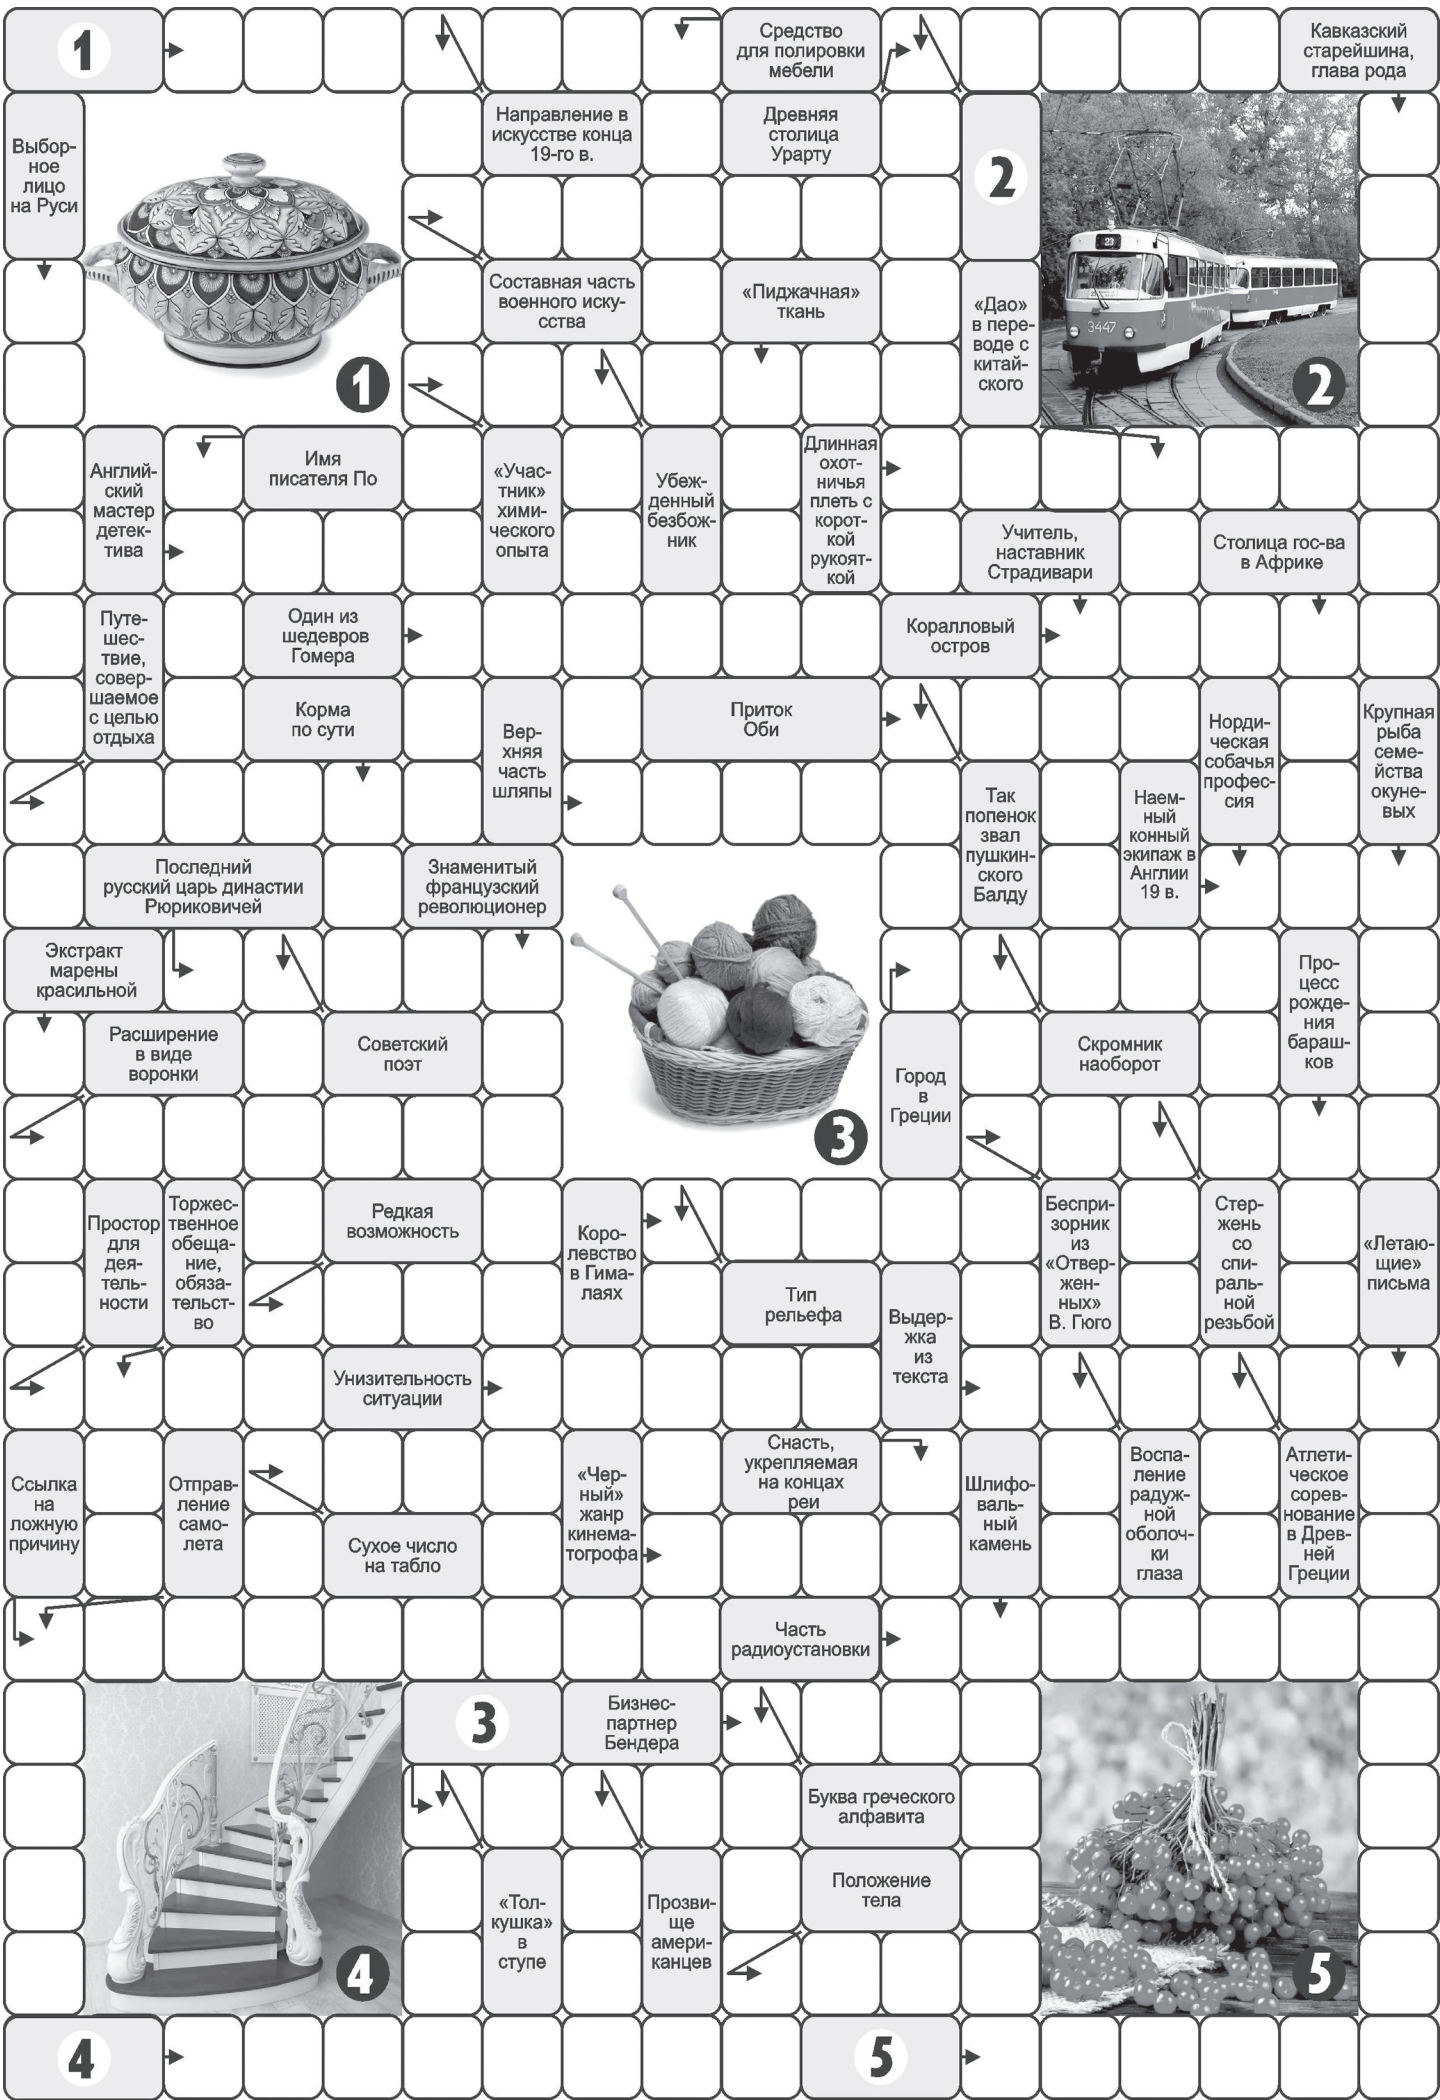 1
Средство
для полировки
мебели
Кавказский
старейшина,
глава рода
Выбор-
ное
лицо
на Руси
Направление в
искусстве конца
19-го в.
Древняя
столица
Урарту
2
23
3447
Составная часть
военного иску-
сства
«Пиджачная»
ткань
«Дао»
в пере-
воде с
китай-
ского
1
2
Англий-
ский
мастер
детек-
тива
Имя
писателя По
«Учас-
тник»
хими-
ческого
опыта
Убеж-
денный
безбож-
ник
Длинная
охот-
ничья
плеть с
корот-
кой
рукоят-
кой
Учитель,
наставник
Страдивари
Столица гос-ва
в Африке
Путе-
шес-
твие,
совер-
шаемое
с целью
отдыха
Один из
шедевров
Гомера
Коралловый
остров
Корма
по сути
Вер-
хняя
часть
шляпы
Приток
Оби
Норди-
ческая
собачья
профес-
сия
Крупная
рыба
семе-
йства
окуне-
вых
Так
попенок
звал
пушкин-
ского
Балду
Наем-
ный
конный
экипаж в
Англии
19 в.
Последний
русский царь династии
Рюриковичей
Знаменитый
французский
революционер
Экстракт
марены
красильной
Про-
цесс
рожде-
ния
бараш-
ков
Расширение
в виде
воронки
Советский
поэт
Город
в
Греции
Скромник
наоборот
3
Простор
для
дея-
тель-
ности
Торжес-
твенное
обеща-
ние,
обяза-
тельст-
во
Редкая
возможность
Коро-
левство
в Гима-
лаях
Тип
рельефа
Выдер-
жка
из
текста
Беспри-
зорник
из
«Отвер-
жен-
ных»
В. Гюго
Стер-
жень
со
спи-
раль-
ной
резьбой
«Летаю-
щие»
письма
Унизительность
ситуации
Ссылка
на
ложную
причину
Отправ-
ление
само-
лета
«Чер-
ный»
жанр
кинема-
тогрофа
Снасть,
укрепляемая
на концах
реи
Шлифо-
валь-
ный
камень
Воспа-
ление
радуж-
ной
оболоч-
ки
глаза
Атлети-
ческое
сорев-
нование
в Древ-
ней
Греции
Сухое число
на табло
Часть
радиоустановки
3
Бизнес-
партнер
Бендера
Буква греческого
алфавита
«Тол-
кушка»
в
ступе
Прозви-
ще
амери-
канцев
Положение
тела
4
5
4
5